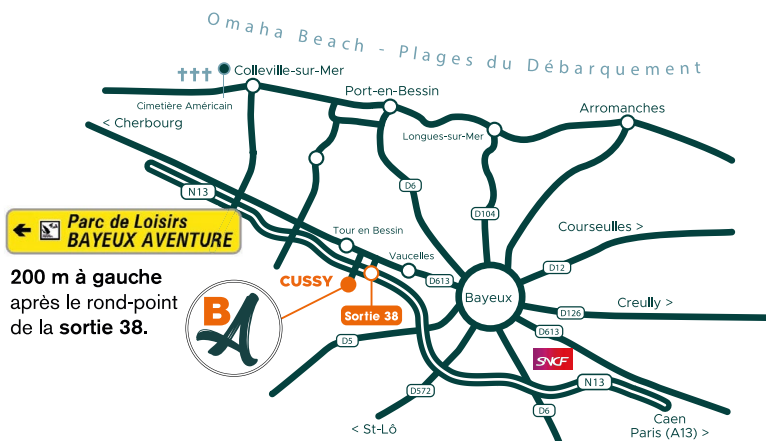 Omaha Beach - Plages du Débarquement
Colleville-sur-Mer
Cimetière Américain
Port-en-Bessin
Arromanches
< Cherbourg
Longues-sur-Mer
N13
D6
D104
Parc de Loisirs
BAYEUX AVENTURE
Tour en Bessin
Courseulles >
Vaucelles
D12
200 m à gauche
après le rond-point
de la sortie 38.
CUSSY
D613
Bayeux
Creully >
BA
Sortie 38
D126
D613
D5
SNCF
N13
D572
D6
Caen
Paris (A13) >
< St-Lô